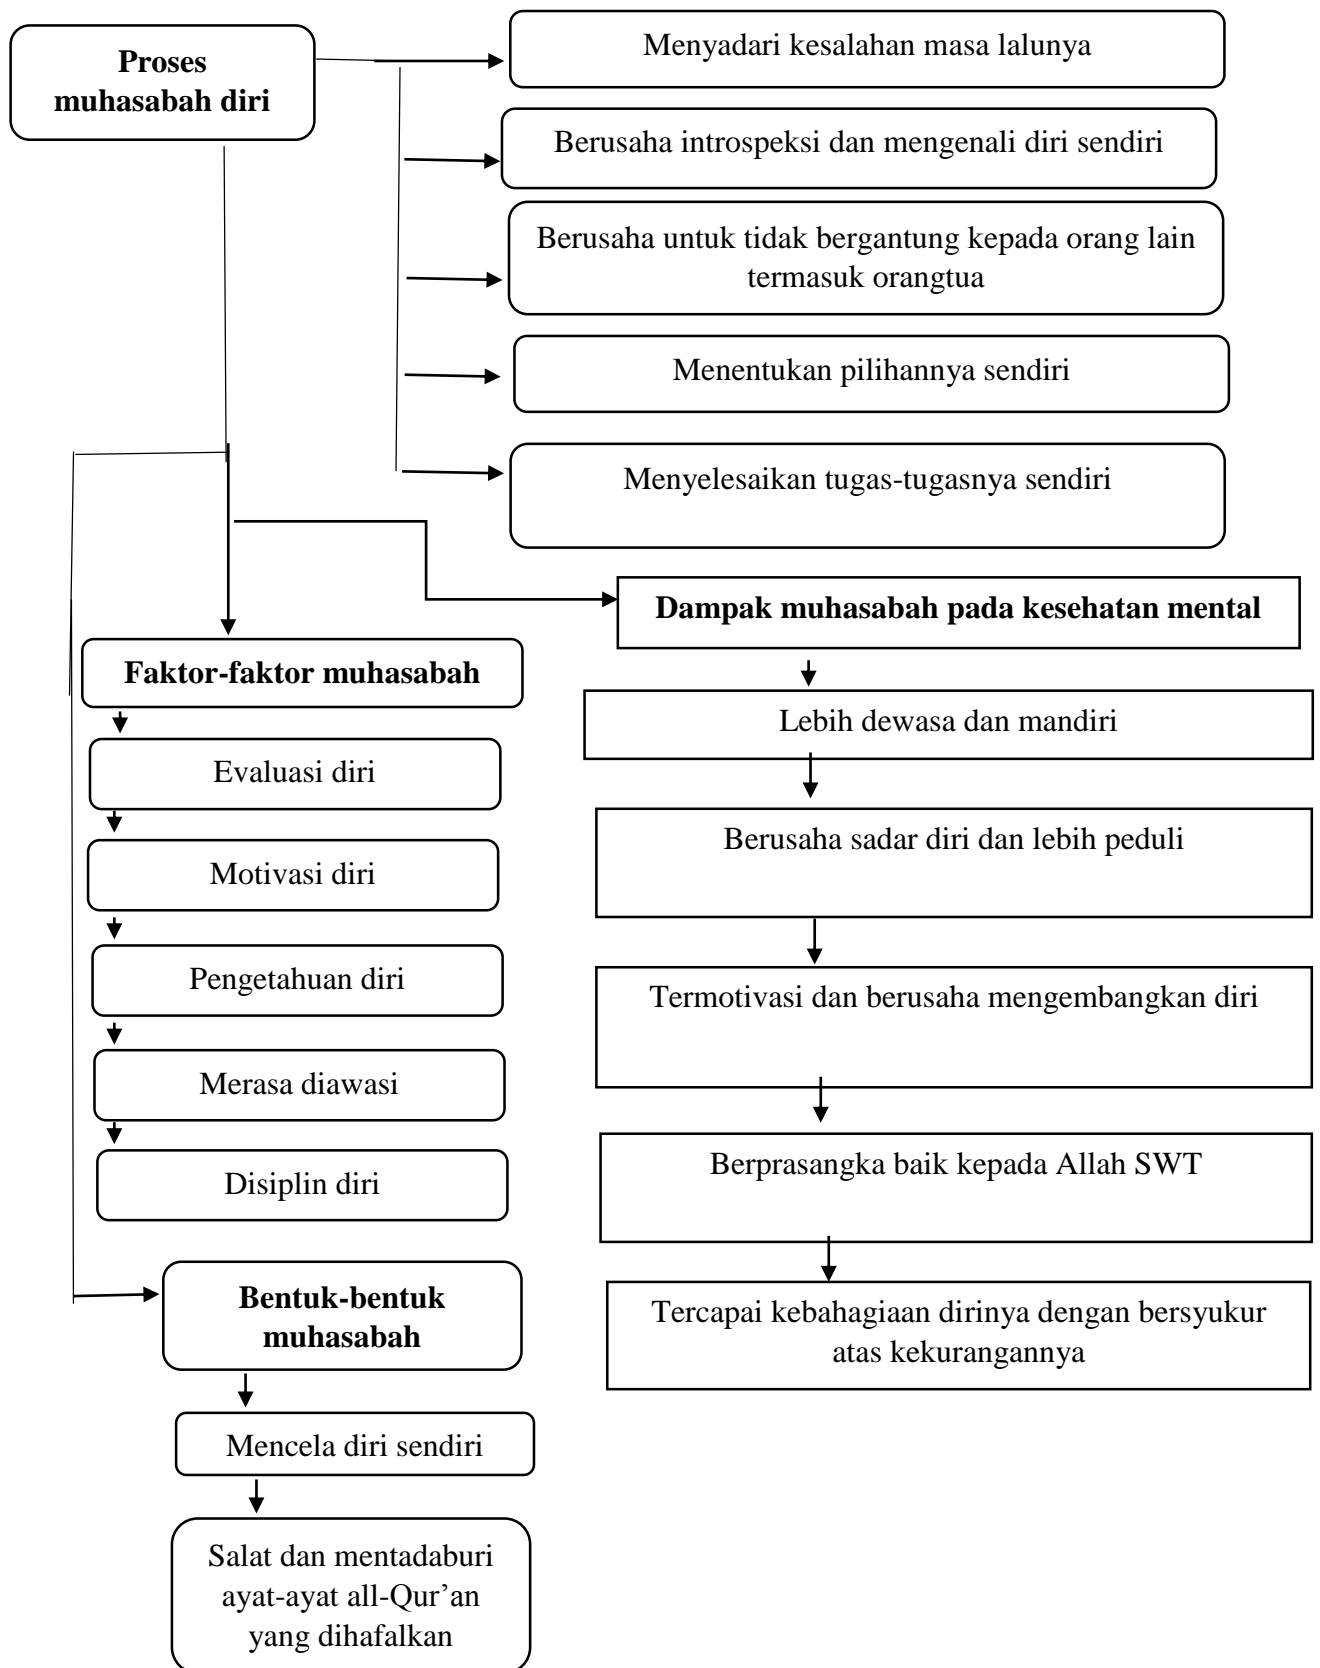 Proses
muhasabah diri
Menyadari kesalahan masa lalunya
Berusaha introspeksi dan mengenali diri sendiri
Berusaha untuk tidak bergantung kepada orang lain
termasuk orangtua
Menentukan pilihannya sendiri
Menyelesaikan tugas-tugasnya sendiri
Faktor-faktor muhasabah
Evaluasi diri
Motivasi diri
Pengetahuan diri
Merasa diawasi
Disiplin diri
Dampak muhasabah pada kesehatan mental
Lebih dewasa dan mandiri
Berusaha sadar diri dan lebih peduli
Termotivasi dan berusaha mengembangkan diri
Berprasangka baik kepada Allah SWT
Tercapai kebahagiaan dirinya dengan bersyukur
atas kekurangannya
Bentuk-bentuk
muhasabah
Mencela diri sendiri
Salat dan mentadaburi
ayat-ayat all-Qur’an
yang dihafalkan